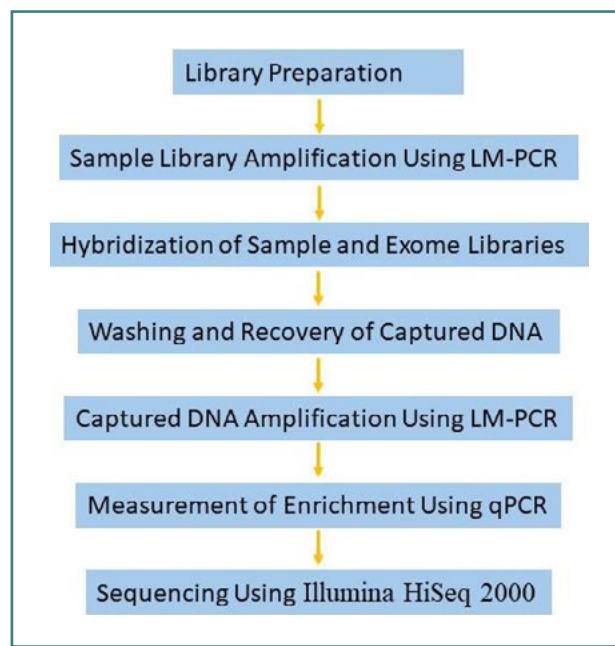 Library Preparation
Sample Library Amplification Using LM-PCR
Hybridization of Sample and Exome Libraries
Washing and Recovery of Captured DNA
Captured DNA Amplification Using LM-PCR
Measurement of Enrichment Using qPCR
Sequencing Using Illumina HiSeq 2000